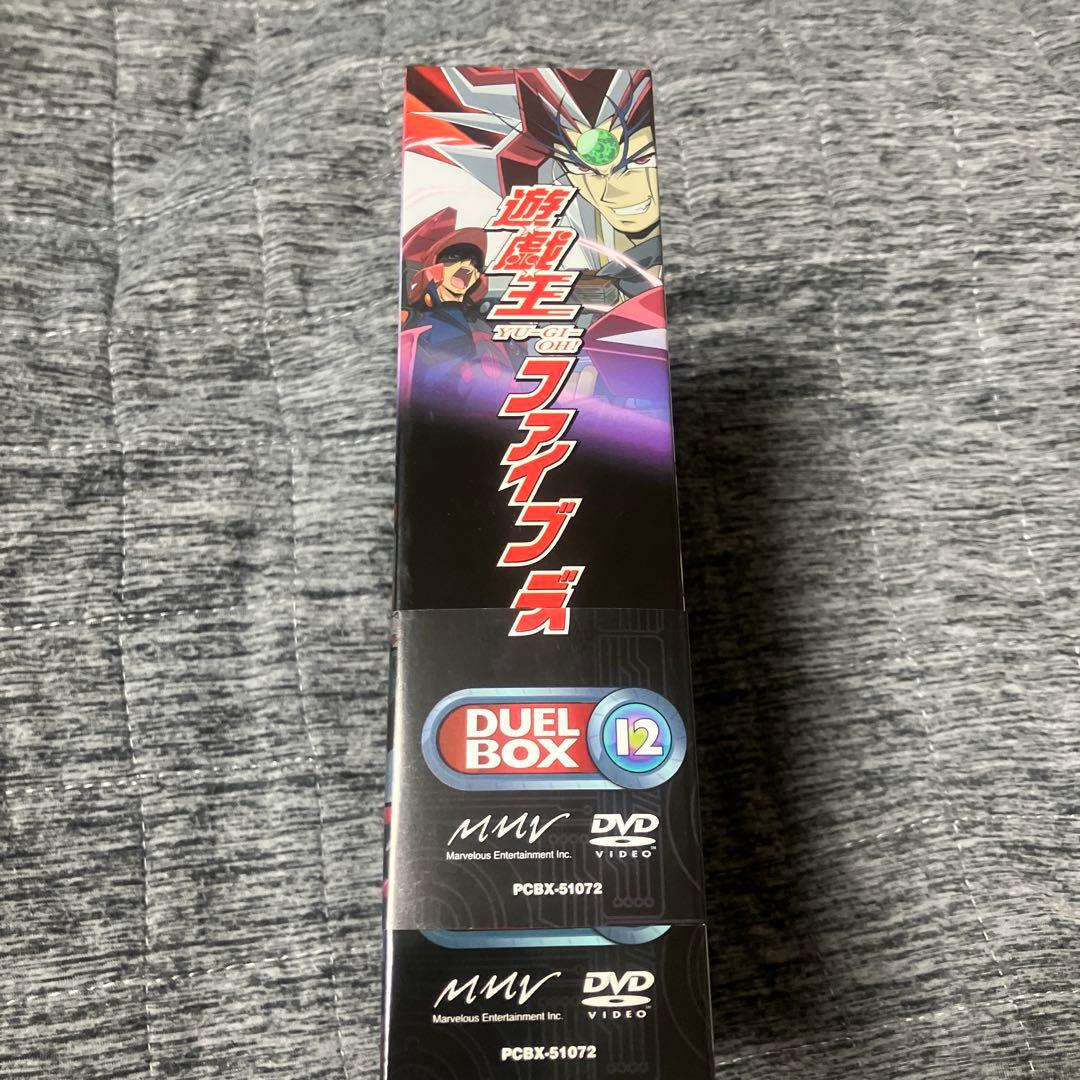 遊戯王
YU-GI-OH!
ファイブ デ
DUEL BOX 12
MMV
DVD
VIDEO
Marvelous Entertainment Inc.
PCBX-51072
MMV
DVD
VIDEO
Marvelous Entertainment Inc.
PCBX-51072